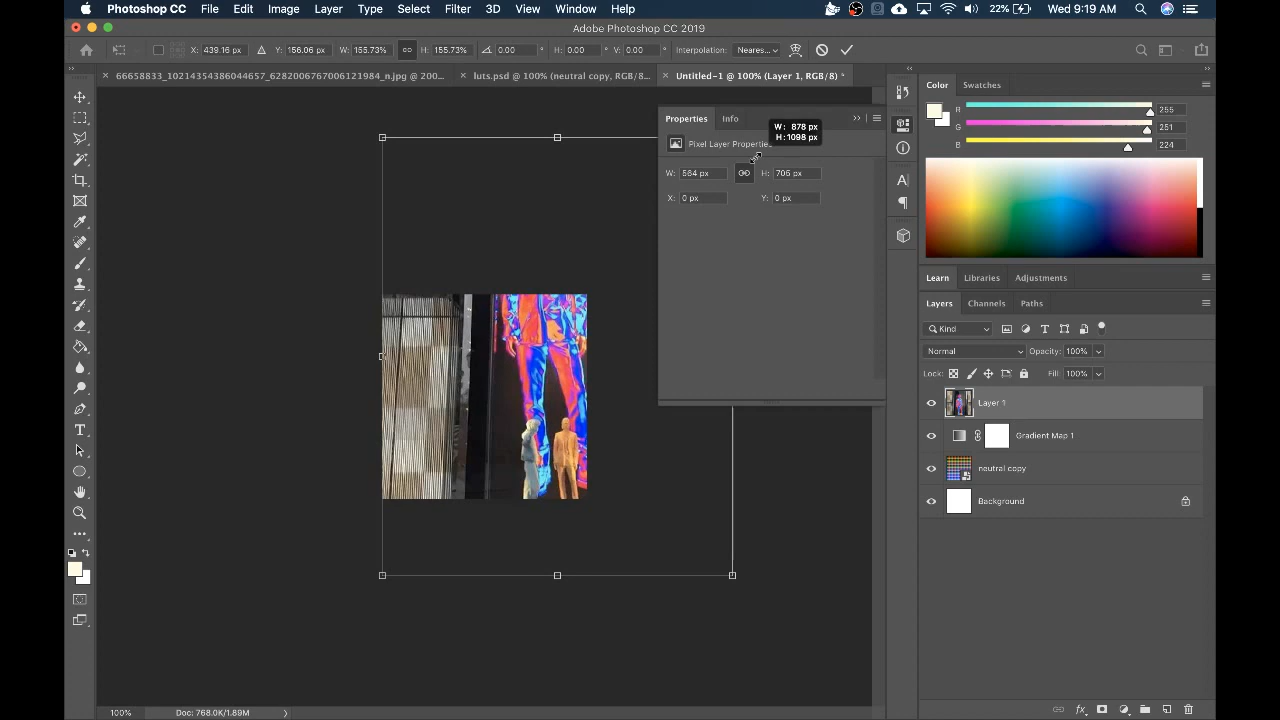 Photoshop CC File Edit Image Layer Type Select Filter 3D View Window Help 22% Wed 9:19 AM
Adobe Photoshop CC 2019
X: 439.16 px Y: 156.06 px W: 155.73% H: 155.73% 0.00 ° H: 0.00 ° V: 0.00 ° Interpolation: Neares...
66658833_10214354386044657_6282006767006121984_n.jpg @ 200... luts.psd @ 100% (neutral copy, RGB/8... Untitled-1 @ 100% (Layer 1, RGB/8) *
Properties Info
W: 878 px
H: 1098 px
Pixel Layer Properties
W: 564 px H: 705 px
X: 0 px Y: 0 px
Color Swatches
R 255
G 251
B 224
Learn Libraries Adjustments
Layers Channels Paths
Kind
Normal Opacity: 100%
Lock: Fill: 100%
Layer 1
Gradient Map 1
neutral copy
Background
fx
100% Doc: 768.0K/1.89M